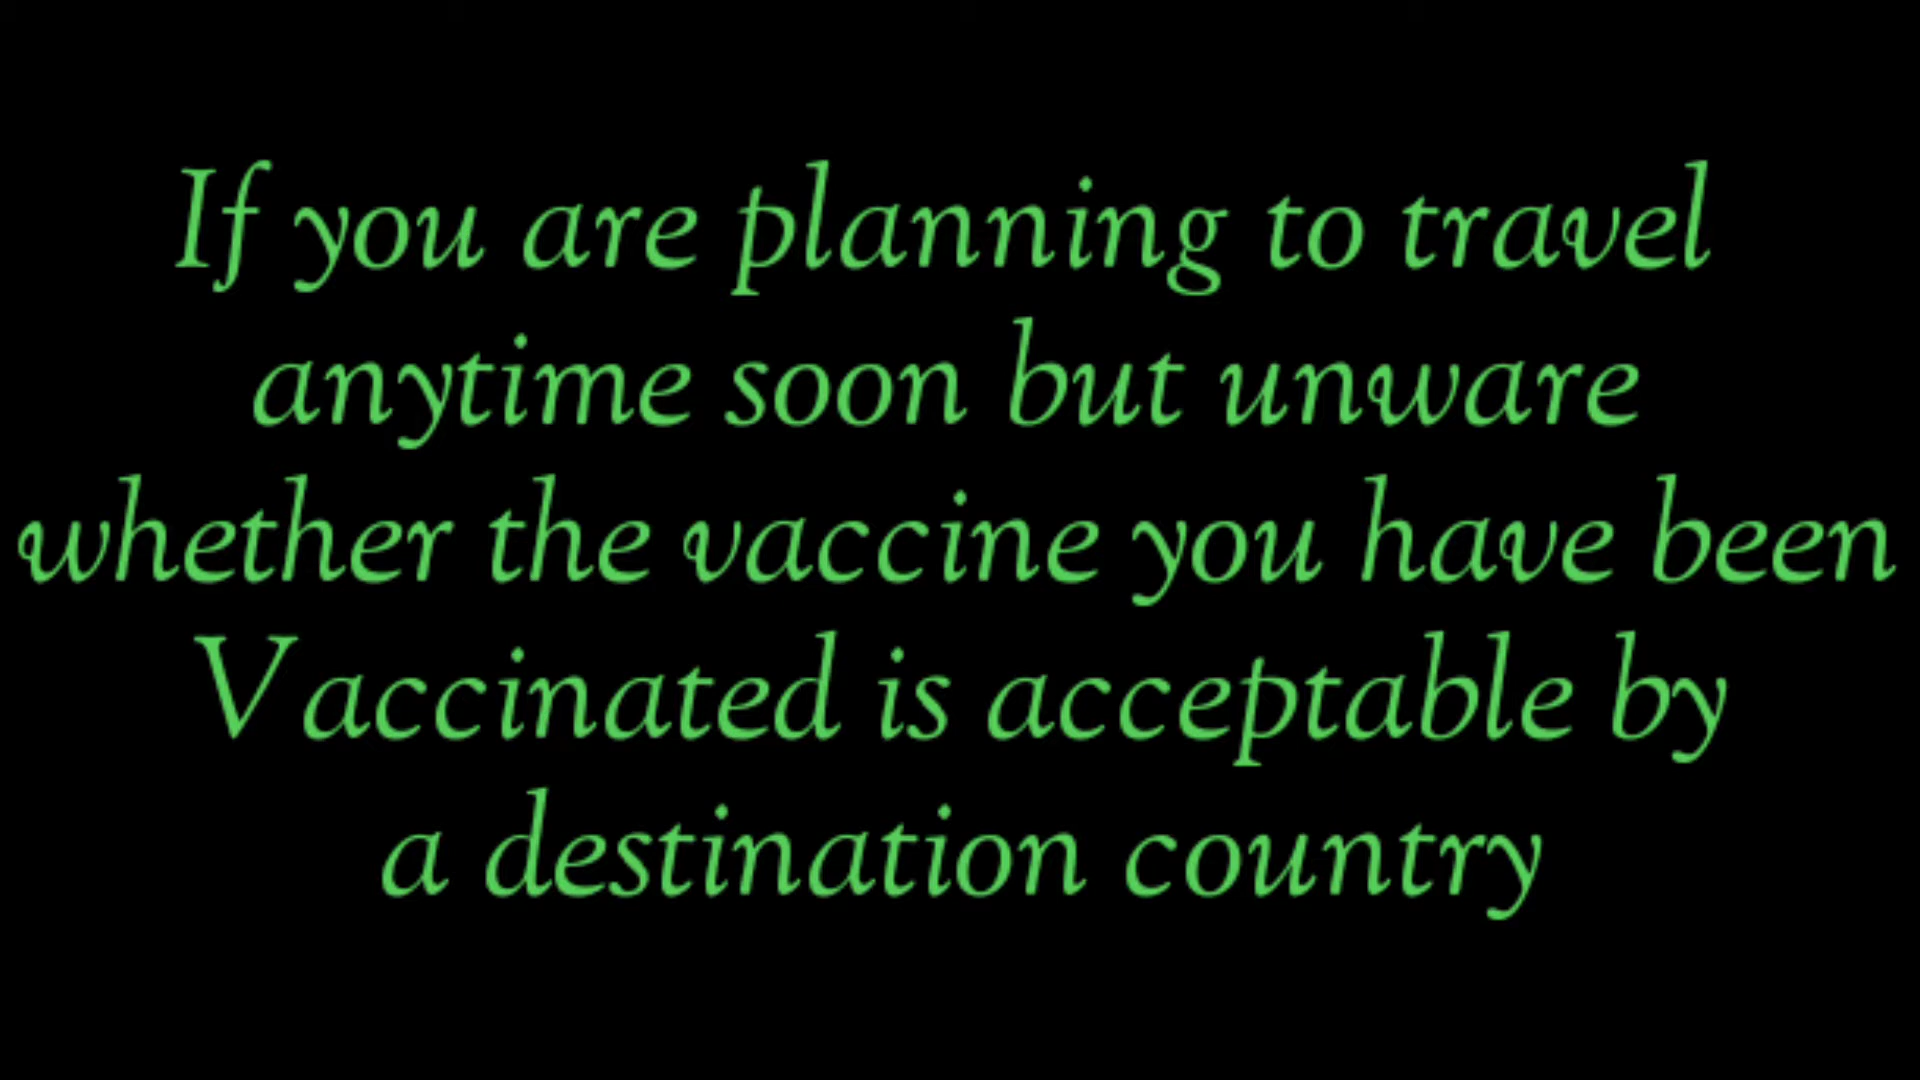 If you are planning to travel
anytime soon but unware
whether the vaccine you have been
Vaccinated is acceptable by
a destination country